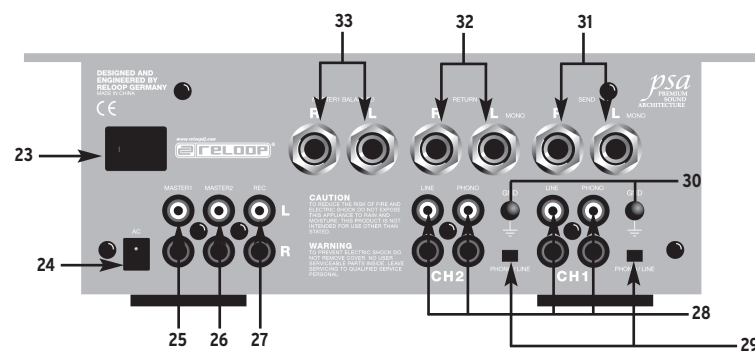 33
32
31
DESIGNED AND
ENGINEERED BY
RELOOP GERMANY
MADE IN CHINA
CE
BALAN
RETURN
SEND
psa
PREMIUM
SOUND
ARCHITECTURE
R
L
R
L
MONO
R
L
MONO
23
www.reloopdj.com
RELOOP
MASTER1
MASTER2
REC
L
CAUTION
TO REDUCE THE RISK OF FIRE AND
ELECTRIC SHOCK DO NOT EXPOSE
THIS APPLIANCE TO RAIN AND
MOISTURE. THIS PRODUCT IS NOT
INTENDED FOR USE OTHER THAN
STATED.
LINE
PHONO
GND
LINE
PHONO
GND
30
AC
24
R
WARNING
TO PREVENT ELECTRIC SHOCK DO
NOT REMOVE COVER. NO USER
SERVICEABLE PARTS INSIDE. LEAVE
SERVICING TO QUALIFIED SERVICE
PERSONAL.
CH2
PHONO/LINE
CH1
PHONO/LINE
28
25
26
27
29